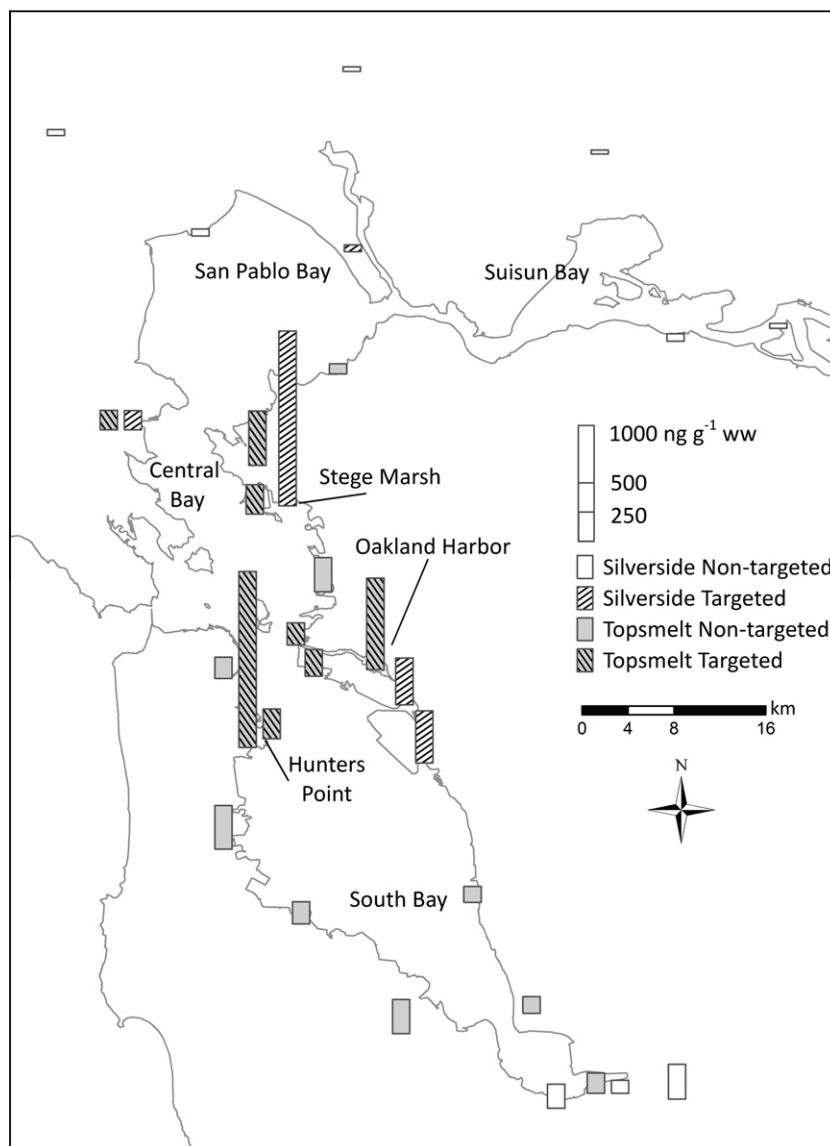 San Pablo Bay
Suisun Bay
Central
Bay
Stege Marsh
Oakland Harbor
Hunters
Point
South Bay
1000 ng g⁻¹ ww
500
250
Silverside Non-targeted
Silverside Targeted
Topsmelt Non-targeted
Topsmelt Targeted
km
0 4 8 16
N